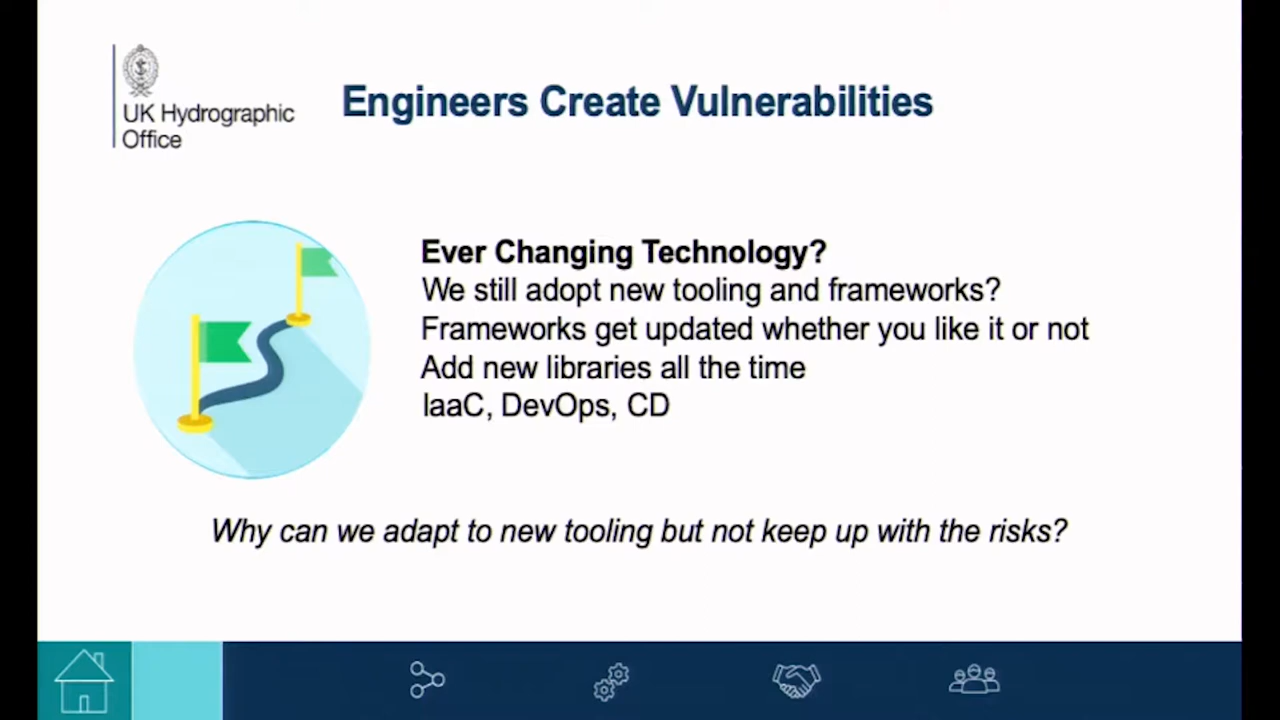 UK Hydrographic
Office
Engineers Create Vulnerabilities
Ever Changing Technology?
We still adopt new tooling and frameworks?
Frameworks get updated whether you like it or not
Add new libraries all the time
IaaC, DevOps, CD
Why can we adapt to new tooling but not keep up with the risks?